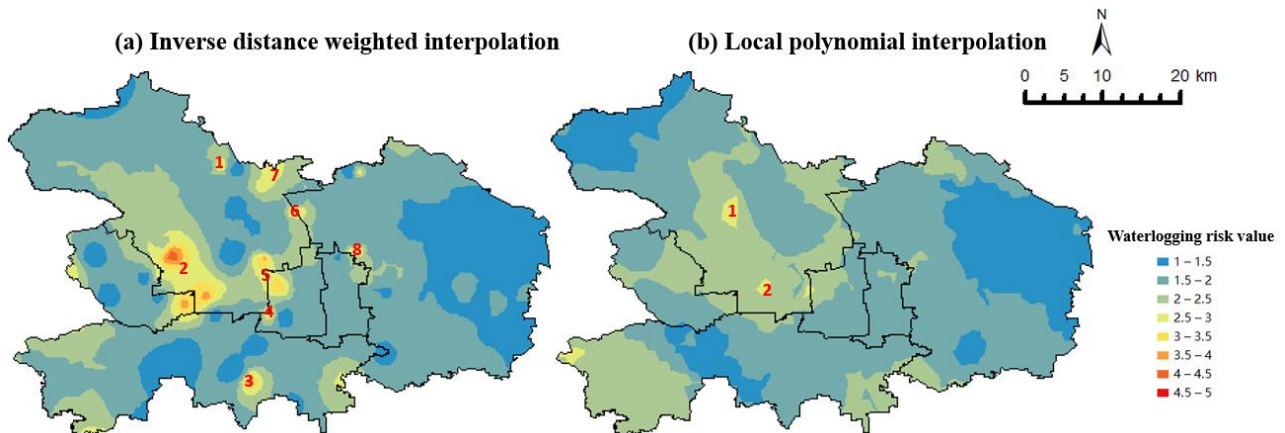 (a) Inverse distance weighted interpolation
(b) Local polynomial interpolation
N
0 5 10 20 km
1
7
6
8
2
5
4
3
1
2
Waterlogging risk value
1 – 1.5
1.5 – 2
2 – 2.5
2.5 – 3
3 – 3.5
3.5 – 4
4 – 4.5
4.5 – 5